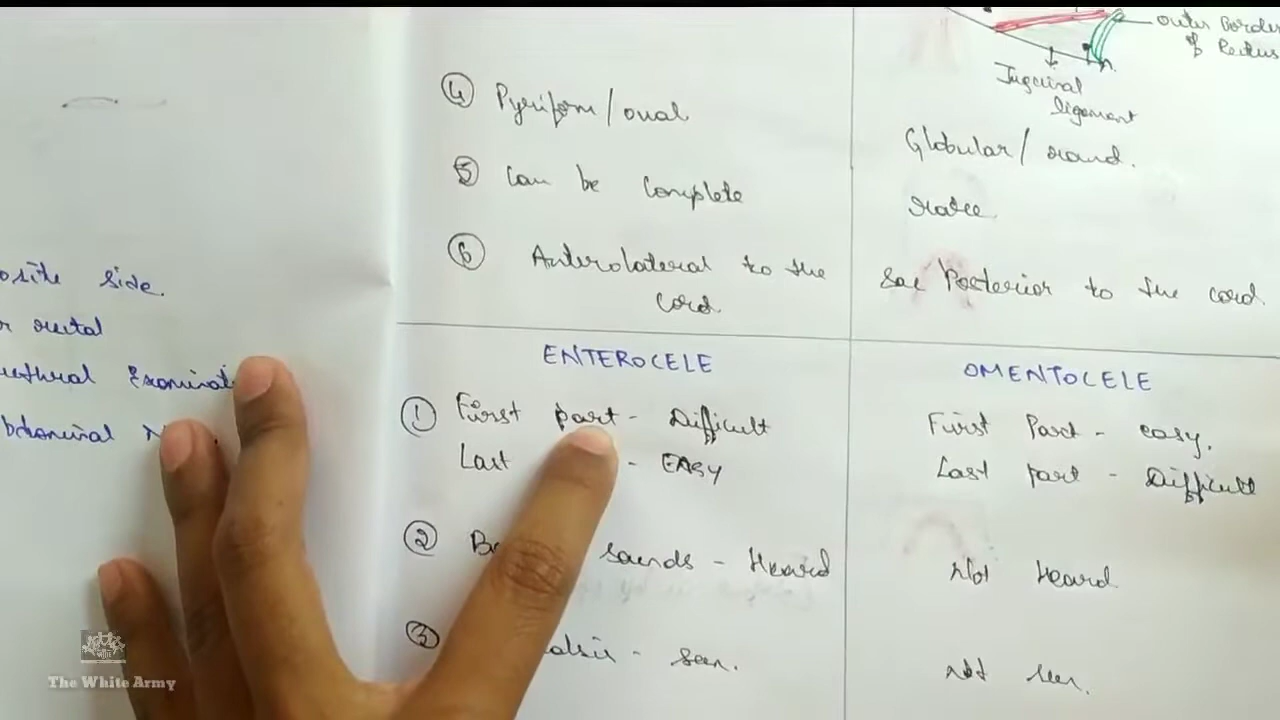 Outer Border
of Rectus
Inguinal
ligament
④ Pyriform / oval
Globular / round.
⑤ Can be Complete
rare.
⑥ Anterolateral to the
cord.
Sac Posterior to the cord.
osite side.
rectal
urethral Examinat
bdominal
ENTEROCELE
① First part - Difficult
Last - EASY
② sounds - Heard
③ - seen.
OMENTOCELE
First Part - easy.
Last part - Difficult
Not Heard
Not seen.
The White Army